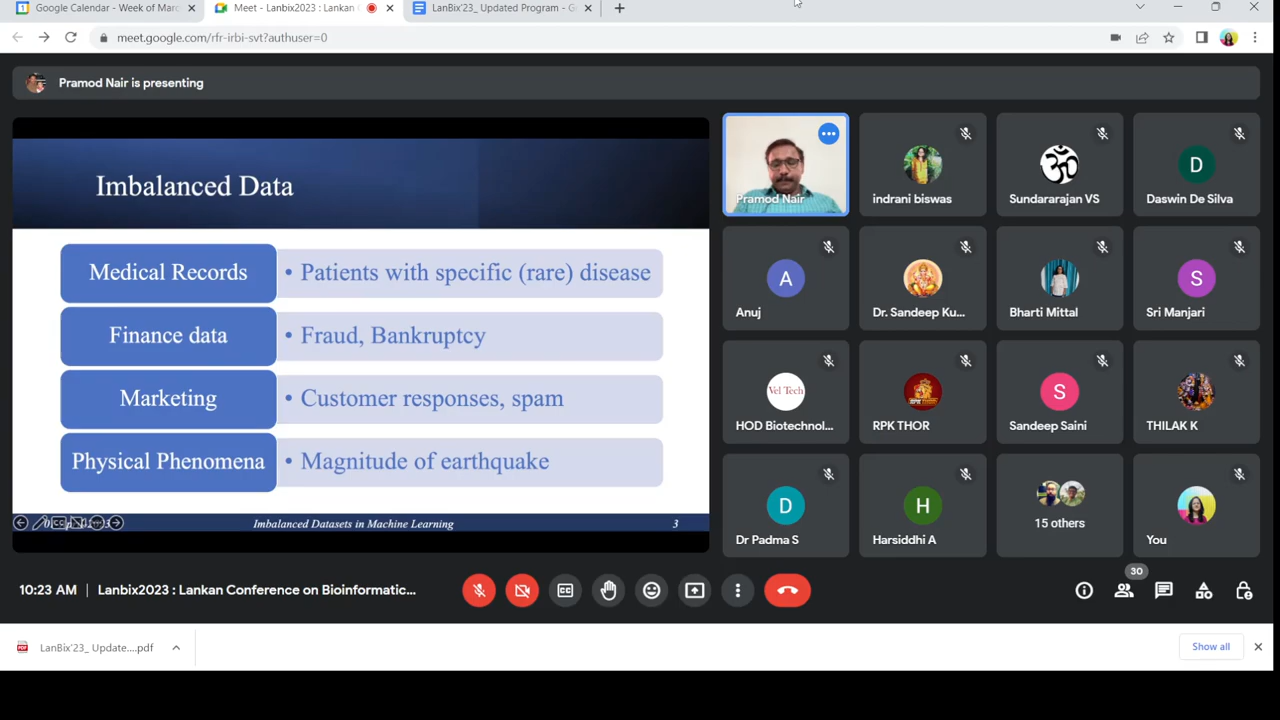 Google Calendar - Week of Marc
Meet - Lanbix2023 : Lankan C
LanBix'23_ Updated Program - G
meet.google.com/rfr-irbi-svt?authuser=0
Pramod Nair is presenting
Imbalanced Data
Medical Records
• Patients with specific (rare) disease
Finance data
• Fraud, Bankruptcy
Marketing
• Customer responses, spam
Physical Phenomena
• Magnitude of earthquake
Imbalanced Datasets in Machine Learning
3
Pramod Nair
indrani biswas
Sundararajan VS
D
Daswin De Silva
A
Anuj
Dr. Sandeep Ku...
Bharti Mittal
S
Sri Manjari
Vel Tech
HOD Biotechnol...
RPK THOR
S
Sandeep Saini
THILAK K
D
Dr Padma S
H
Harsiddhi A
15 others
You
10:23 AM | Lanbix2023 : Lankan Conference on Bioinformatic...
CC
30
LanBix'23_ Update....pdf
Show all